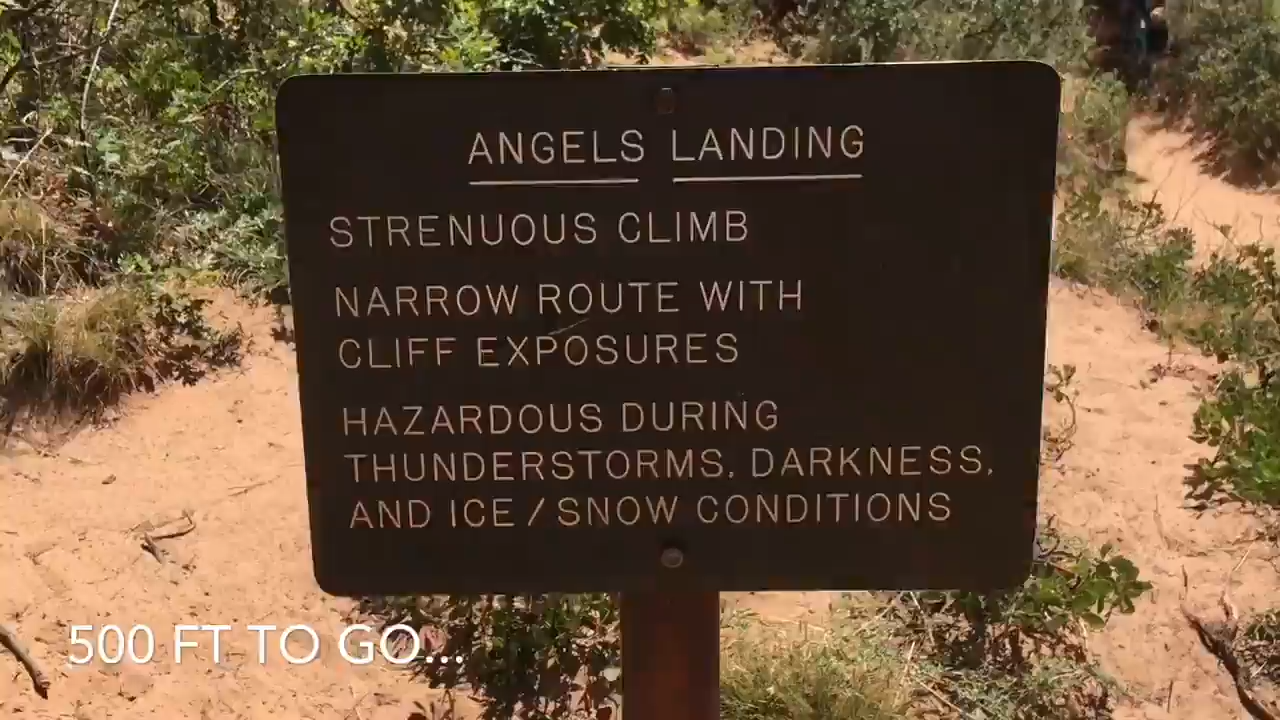 ANGELS LANDING
STRENUOUS CLIMB
NARROW ROUTE WITH
CLIFF EXPOSURES
HAZARDOUS DURING
THUNDERSTORMS, DARKNESS,
AND ICE / SNOW CONDITIONS
500 FT TO GO...